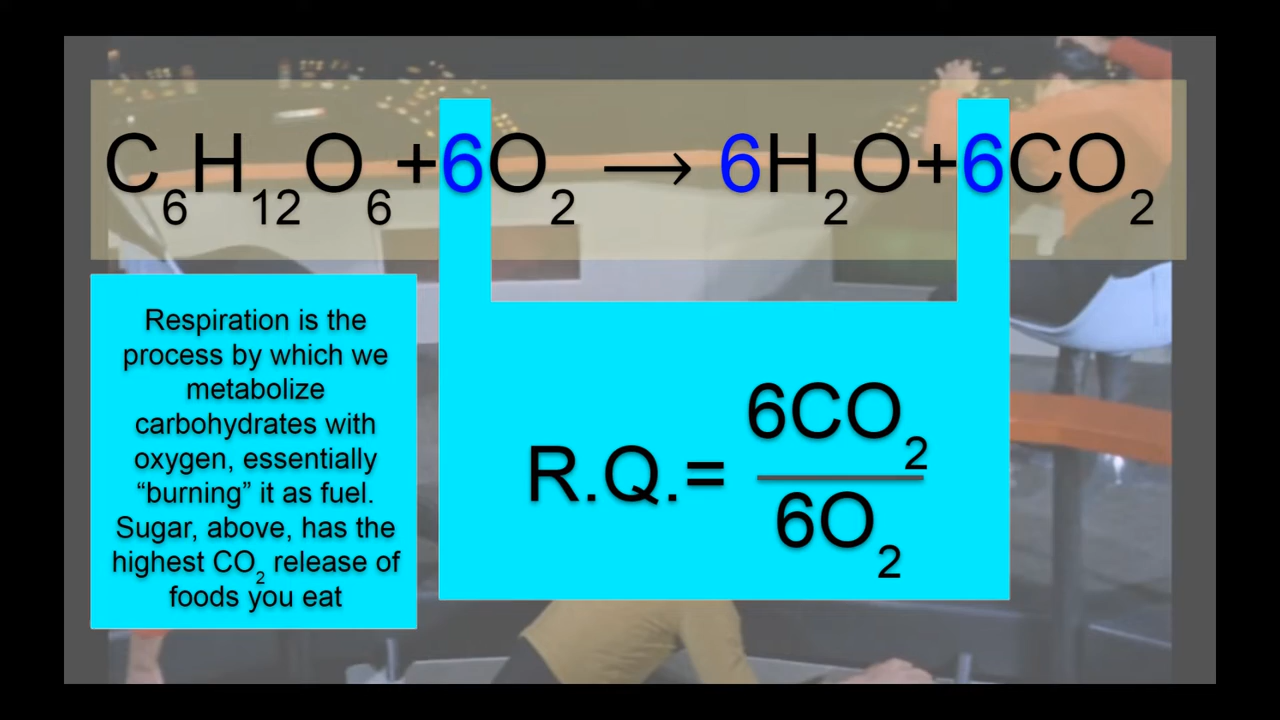 C₆H₁₂O₆+6O₂ ⟶ 6H₂O+6CO₂
Respiration is the
process by which we
metabolize
carbohydrates with
oxygen, essentially
“burning” it as fuel.
Sugar, above, has the
highest CO₂ release of
foods you eat
6CO₂
R.Q.=
6O₂